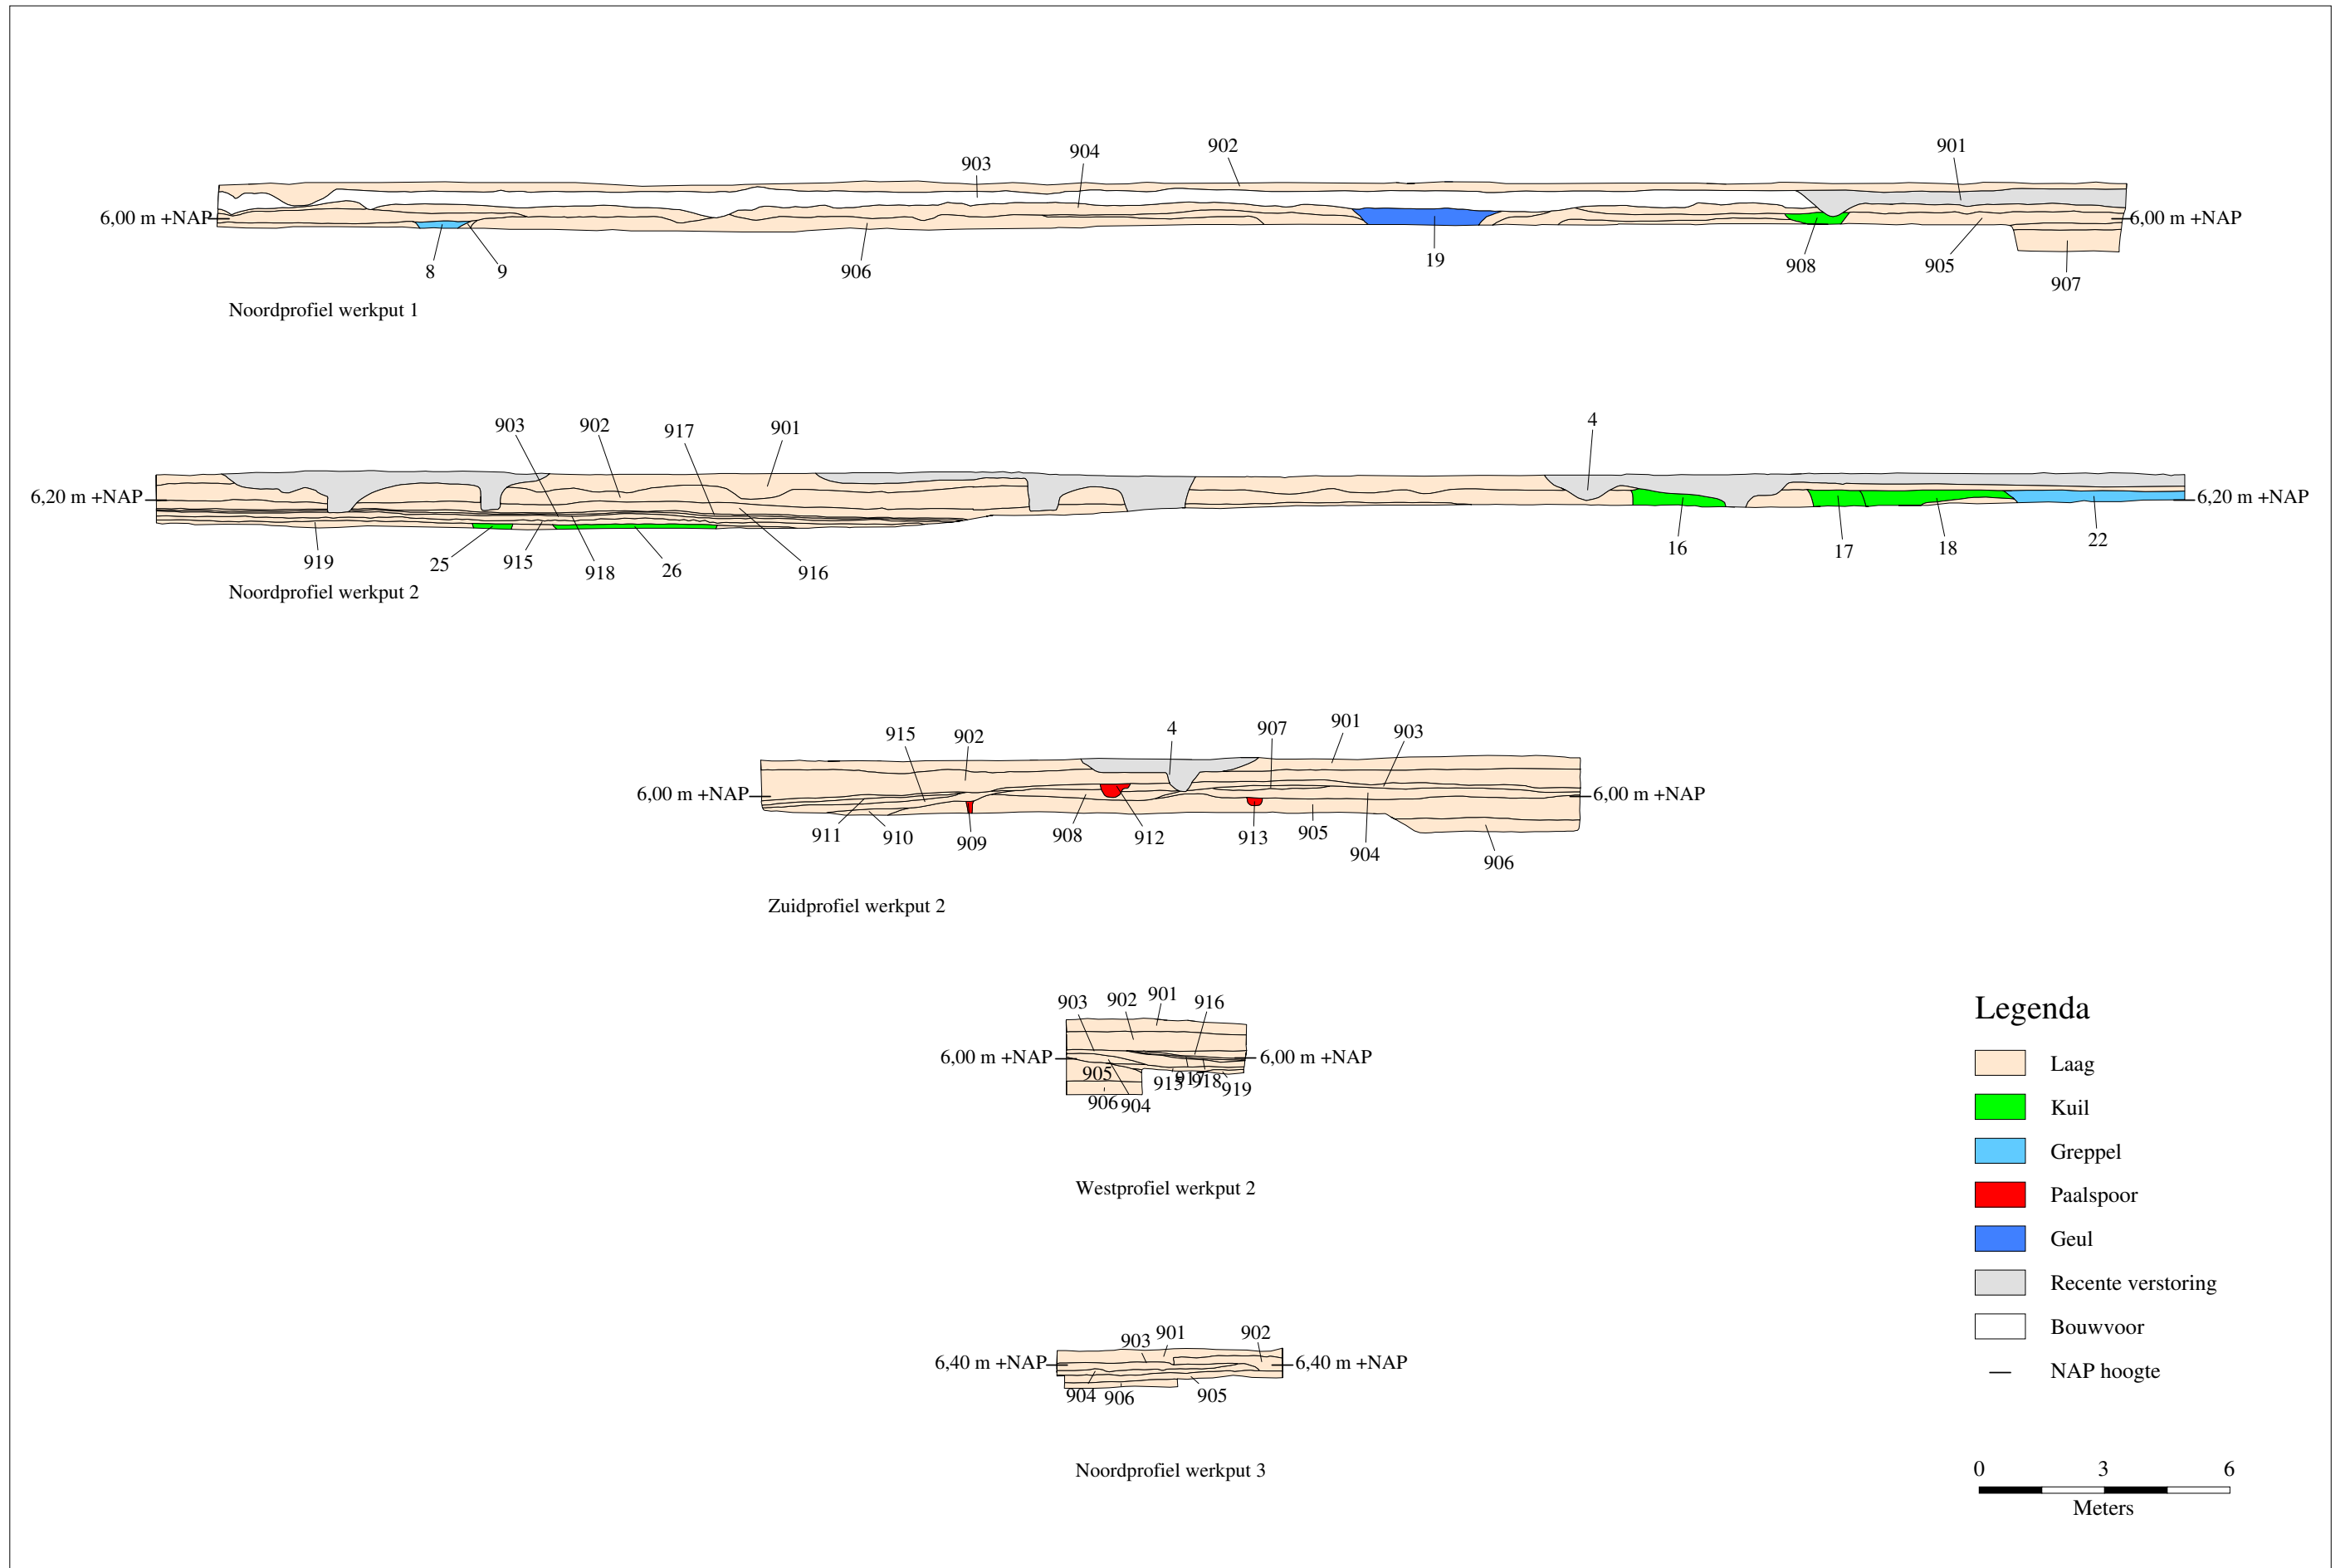 903 904 902 901
6,00 m +NAP 6,00 m +NAP
8 9 906 19 908 905 907
Noordprofiel werkput 1
903 902 917 901 4
6,20 m +NAP 6,20 m +NAP
919 25 915 918 26 916 16 17 18 22
Noordprofiel werkput 2
915 902 4 907 901 903
6,00 m +NAP 6,00 m +NAP
911 910 909 908 912 913 905 904 906
Zuidprofiel werkput 2
903 902 901 916
6,00 m +NAP 6,00 m +NAP
905 915 917 918 919
906 904
Westprofiel werkput 2
903 901 902
6,40 m +NAP 6,40 m +NAP
904 906 905
Noordprofiel werkput 3
Legenda
Laag
Kuil
Greppel
Paalspoor
Geul
Recente verstoring
Bouwvoor
NAP hoogte
0 3 6
Meters